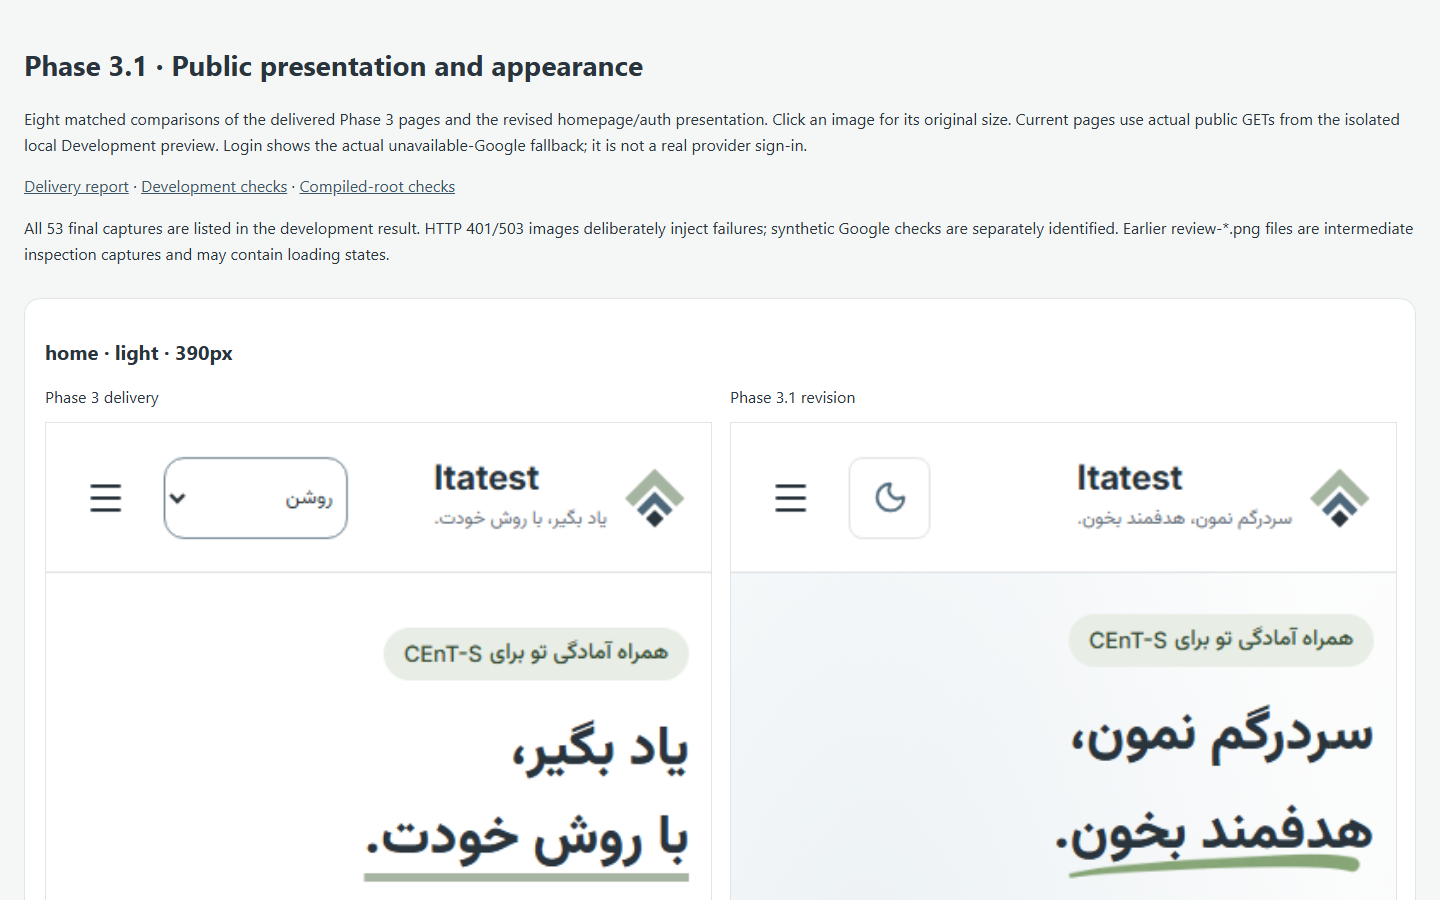 Phase 3.1 · Public presentation and appearance
Eight matched comparisons of the delivered Phase 3 pages and the revised homepage/auth presentation. Click an image for its original size. Current pages use actual public GETs from the isolated
local Development preview. Login shows the actual unavailable-Google fallback; it is not a real provider sign-in.
Delivery report · Development checks · Compiled-root checks
All 53 final captures are listed in the development result. HTTP 401/503 images deliberately inject failures; synthetic Google checks are separately identified. Earlier review-*.png files are intermediate
inspection captures and may contain loading states.
home · light · 390px
Phase 3 delivery
روشن
Itatest
یاد بگیر، با روش خودت.
همراه آمادگی تو برای CEnT-S
یاد بگیر،
با روش خودت.
Phase 3.1 revision
Itatest
سردرگم نمون، هدفمند بخون.
همراه آمادگی تو برای CEnT-S
سردرگم نمون،
هدفمند بخون.